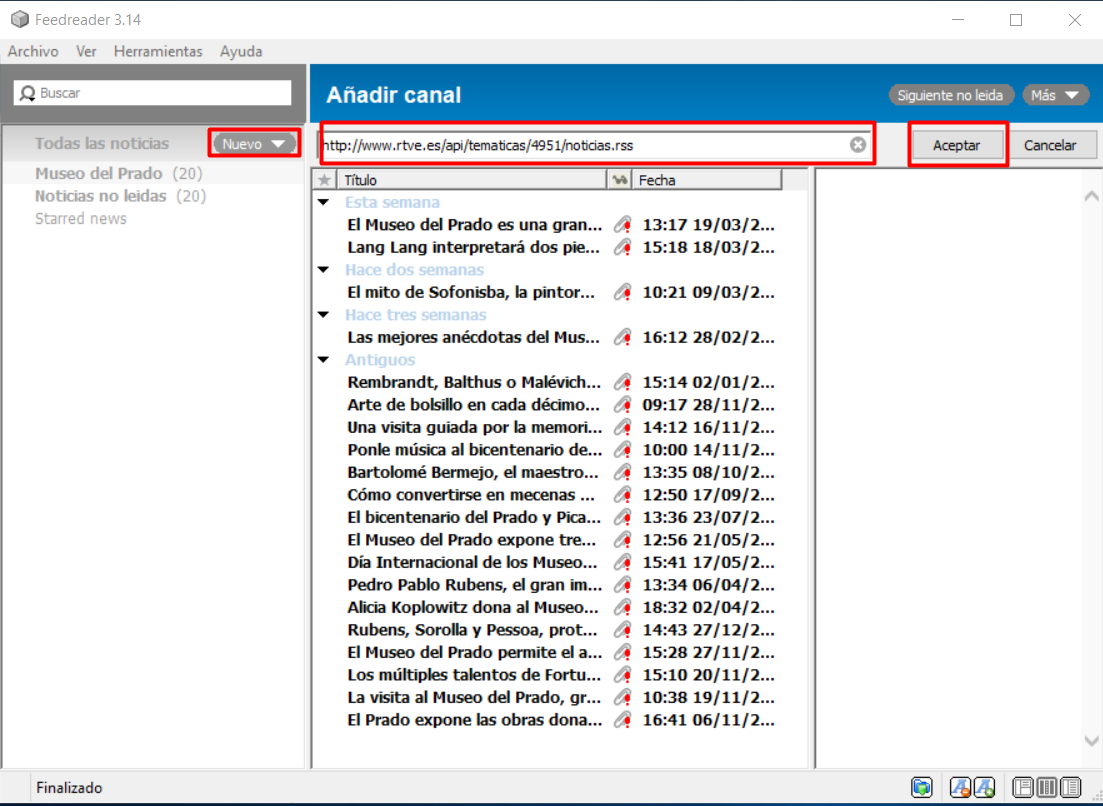 Feedreader 3.14
Archivo Ver Herramientas Ayuda
Buscar
Añadir canal
Siguiente no leida
Más
Todas las noticias
Nuevo
http://www.rtve.es/api/tematicas/4951/noticias.rss
Aceptar
Cancelar
Museo del Prado (20)
Noticias no leidas (20)
Starred news
Título Fecha
Esta semana
El Museo del Prado es una gran... 13:17 19/03/2...
Lang Lang interpretará dos pie... 15:18 18/03/2...
Hace dos semanas
El mito de Sofonisba, la pintor... 10:21 09/03/2...
Hace tres semanas
Las mejores anécdotas del Mus... 16:12 28/02/2...
Antiguos
Rembrandt, Balthus o Malévich... 15:14 02/01/2...
Arte de bolsillo en cada décimo... 09:17 28/11/2...
Una visita guiada por la memori... 14:12 16/11/2...
Ponle música al bicentenario de... 10:00 14/11/2...
Bartolomé Bermejo, el maestro... 13:35 08/10/2...
Cómo convertirse en mecenas ... 12:50 17/09/2...
El bicentenario del Prado y Pica... 13:36 23/07/2...
El Museo del Prado expone tre... 12:56 21/05/2...
Día Internacional de los Museo... 15:41 17/05/2...
Pedro Pablo Rubens, el gran im... 13:34 06/04/2...
Alicia Koplowitz dona al Museo... 18:32 02/04/2...
Rubens, Sorolla y Pessoa, prot... 14:43 27/12/2...
El Museo del Prado permite el a... 15:28 27/11/2...
Los múltiples talentos de Fortu... 15:10 20/11/2...
La visita al Museo del Prado, gr... 10:38 19/11/2...
El Prado expone las obras dona... 16:41 06/11/2...
Finalizado